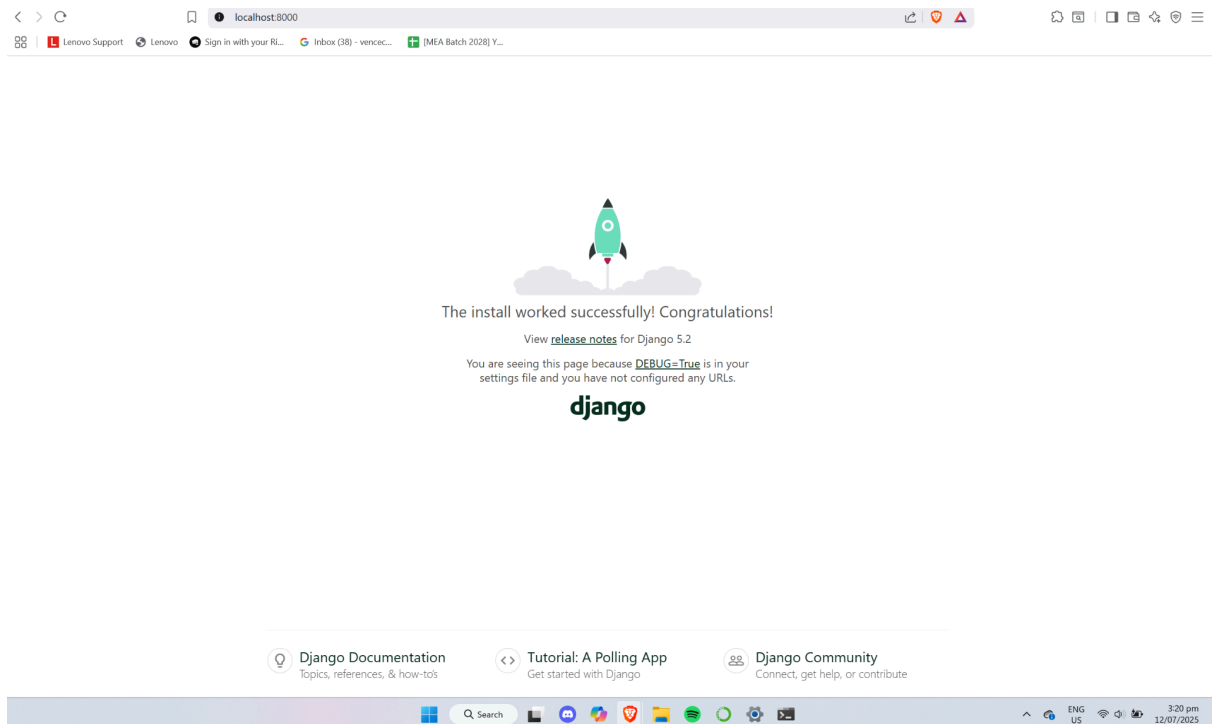 localhost:8000
L Lenovo Support Lenovo Sign in with your Ri... G Inbox (38) - vencec... [MEA Batch 2028] Y...
The install worked successfully! Congratulations!
View release notes for Django 5.2
You are seeing this page because DEBUG=True is in your
settings file and you have not configured any URLs.
django
Django Documentation
Topics, references, & how-to's
Tutorial: A Polling App
Get started with Django
Django Community
Connect, get help, or contribute
Search
ENG
US
3:20 pm
12/07/2025